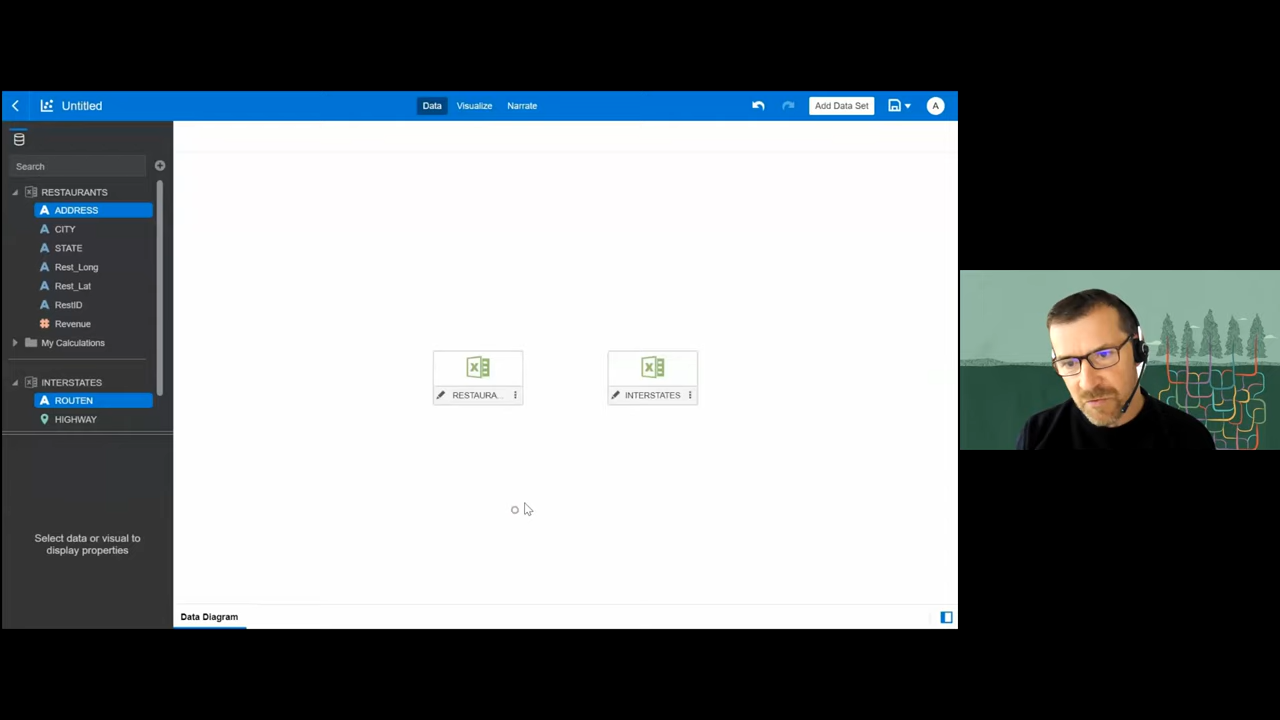 Untitled
Data
Visualize
Narrate
Add Data Set
A
Search
RESTAURANTS
A ADDRESS
A CITY
A STATE
A Rest_Long
A Rest_Lat
A RestID
Revenue
My Calculations
INTERSTATES
A ROUTEN
HIGHWAY
RESTAURA...
INTERSTATES
Select data or visual to
display properties
Data Diagram